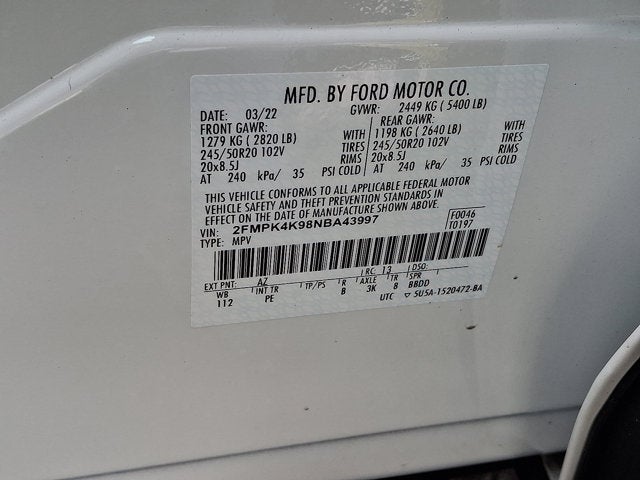 MFD. BY FORD MOTOR CO.
DATE: 03/22 GVWR: 2449 KG ( 5400 LB)
FRONT GAWR: REAR GAWR:
1279 KG ( 2820 LB) WITH 1198 KG ( 2640 LB) WITH
245/50R20 102V TIRES 245/50R20 102V TIRES
20x8.5J RIMS 20x8.5J RIMS
AT 240 kPa/ 35 PSI COLD AT 240 kPa/ 35 PSI COLD
THIS VEHICLE CONFORMS TO ALL APPLICABLE FEDERAL MOTOR
VEHICLE SAFETY AND THEFT PREVENTION STANDARDS IN
EFFECT ON THE DATE OF MANUFACTURE SHOWN ABOVE.
VIN: 2FMPK4K98NBA43997 F0046
TYPE: MPV T0197
EXT PNT: AZ RC: 13 DSO:
WB INT TR TP/PS R AXLE TR SPR
112 PE B 3K 8 BBDD
UTC ▽ 5U5A-1520472-BA